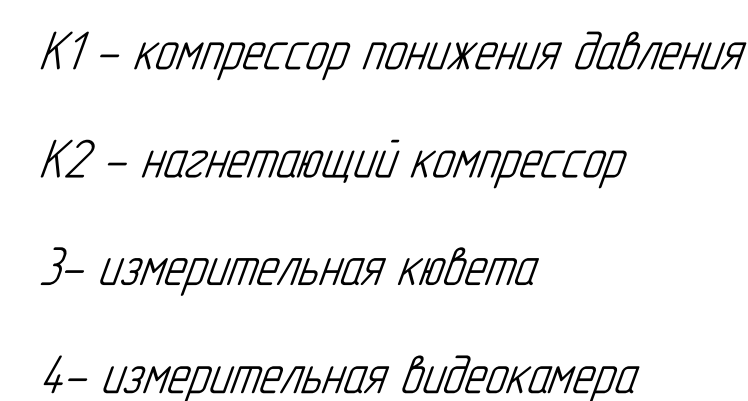 К1 – компрессор понижения давления
К2 – нагнетающий компрессор
3– измерительная кювета
4– измерительная видеокамера